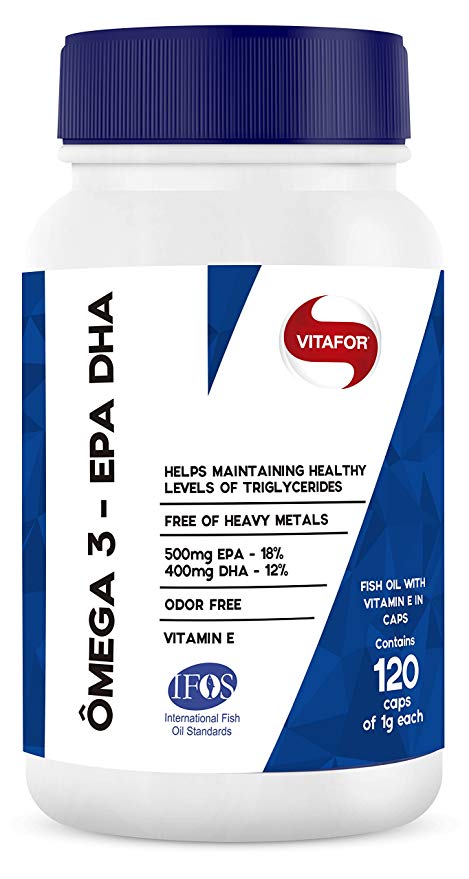 VITAFOR®
ÔMEGA 3 - EPA DHA
HELPS MAINTAINING HEALTHY
LEVELS OF TRIGLYCERIDES
FREE OF HEAVY METALS
500mg EPA - 18%
400mg DHA - 12%
ODOR FREE
VITAMIN E
IFOS
International Fish
Oil Standards
FISH OIL WITH
VITAMIN E IN
CAPS
Contains
120
caps
of 1g each